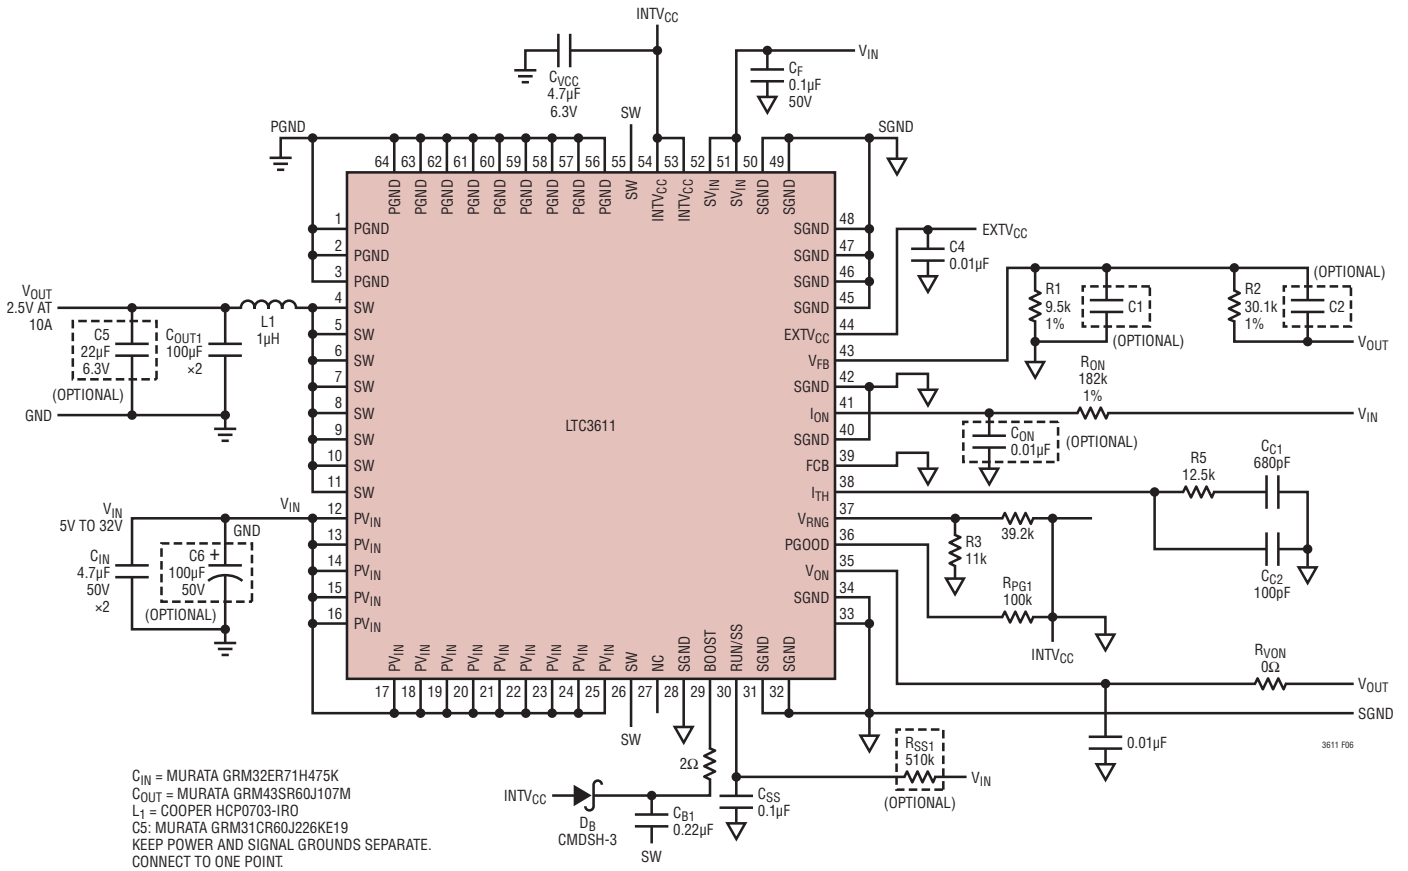 INTVCC
CVCC
4.7µF
6.3V
VIN
CF
0.1µF
50V
SW
PGND
SGND
64 63 62 61 60 59 58 57 56 55 54 53 52 51 50 49
PGND PGND PGND PGND PGND PGND PGND PGND PGND SW INTVCC INTVCC SVIN SVIN SGND SGND
1 PGND
2 PGND
3 PGND
4 SW
5 SW
6 SW
7 SW
8 SW
9 SW
10 SW
11 SW
12 PVIN
13 PVIN
14 PVIN
15 PVIN
16 PVIN
LTC3611
SGND 48
SGND 47
SGND 46
SGND 45
EXTVCC 44
VFB 43
SGND 42
ION 41
SGND 40
FCB 39
ITH 38
VRNG 37
PGOOD 36
VON 35
SGND 34
33
PVIN PVIN PVIN PVIN PVIN PVIN PVIN PVIN PVIN SW NC SGND BOOST RUN/SS SGND SGND
17 18 19 20 21 22 23 24 25 26 27 28 29 30 31 32
VOUT
2.5V AT
10A
L1
1µH
C5
22µF
6.3V
(OPTIONAL)
COUT1
100µF
×2
GND
VIN
5V TO 32V
VIN
GND
CIN
4.7µF
50V
×2
C6 +
100µF
50V
(OPTIONAL)
EXTVCC
C4
0.01µF
R1
9.5k
1%
C1
(OPTIONAL)
R2
30.1k
1%
(OPTIONAL)
C2
VOUT
RON
182k
1%
VIN
CON
0.01µF
(OPTIONAL)
R5
12.5k
CC1
680pF
CC2
100pF
39.2k
R3
11k
RPG1
100k
INTVCC
RVON
0Ω
VOUT
SGND
0.01µF
3611 F06
RSS1
510k
(OPTIONAL)
VIN
CSS
0.1µF
2Ω
SW
INTVCC
DB
CMDSH-3
CB1
0.22µF
SW
CIN = MURATA GRM32ER71H475K
COUT = MURATA GRM43SR60J107M
L1 = COOPER HCP0703-IRO
C5: MURATA GRM31CR60J226KE19
KEEP POWER AND SIGNAL GROUNDS SEPARATE.
CONNECT TO ONE POINT.